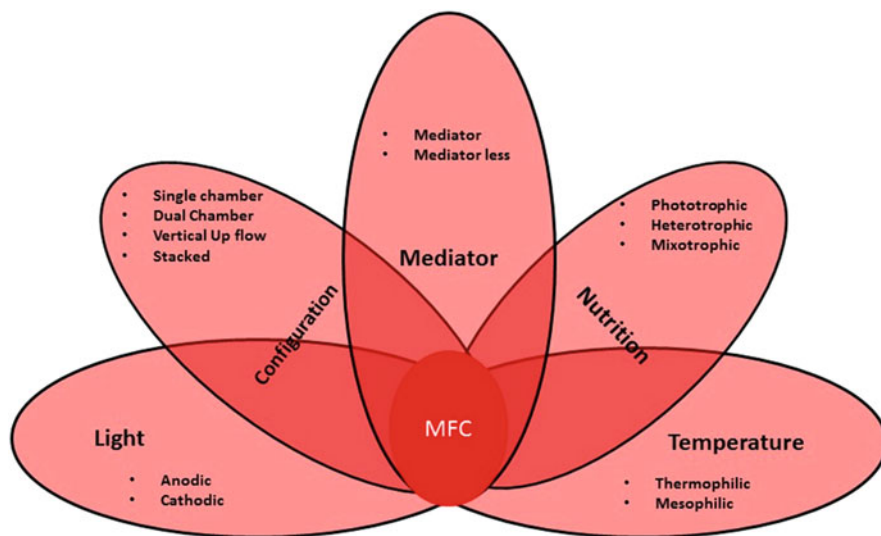 • Mediator
• Mediator less
Mediator
• Single chamber
• Dual Chamber
• Vertical Up flow
• Stacked
Configuration
• Phototrophic
• Heterotrophic
• Mixotrophic
Nutrition
Light
• Anodic
• Cathodic
MFC
Temperature
• Thermophilic
• Mesophilic